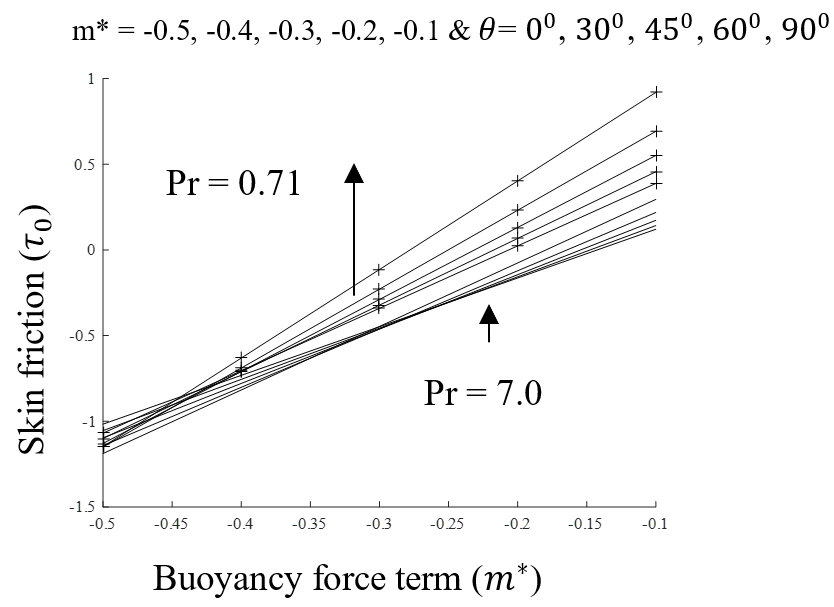 m* = -0.5, -0.4, -0.3, -0.2, -0.1 & θ= 0⁰, 30⁰, 45⁰, 60⁰, 90⁰
1
0.5
0
-0.5
-1
-1.5
Pr = 0.71
Pr = 7.0
Skin friction (τ₀)
-0.5 -0.45 -0.4 -0.35 -0.3 -0.25 -0.2 -0.15 -0.1
Buoyancy force term (m*)